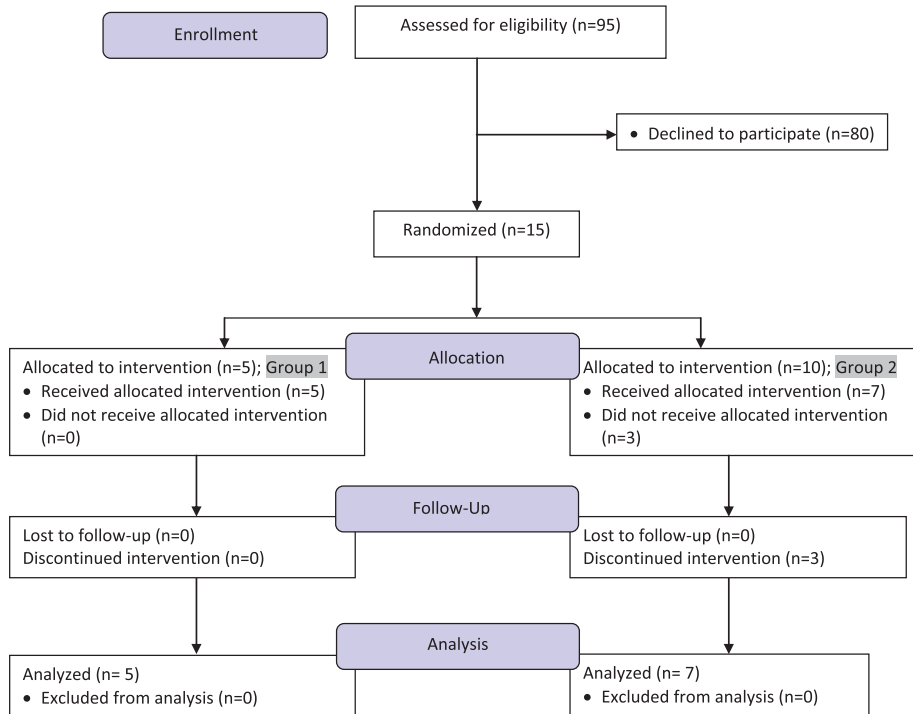 Enrollment
Assessed for eligibility (n=95)
• Declined to participate (n=80)
Randomized (n=15)
Allocation
Allocated to intervention (n=5); Group 1
• Received allocated intervention (n=5)
• Did not receive allocated intervention
(n=0)
Allocated to intervention (n=10); Group 2
• Received allocated intervention (n=7)
• Did not receive allocated intervention
(n=3)
Follow-Up
Lost to follow-up (n=0)
Discontinued intervention (n=0)
Lost to follow-up (n=0)
Discontinued intervention (n=3)
Analysis
Analyzed (n= 5)
• Excluded from analysis (n=0)
Analyzed (n= 7)
• Excluded from analysis (n=0)